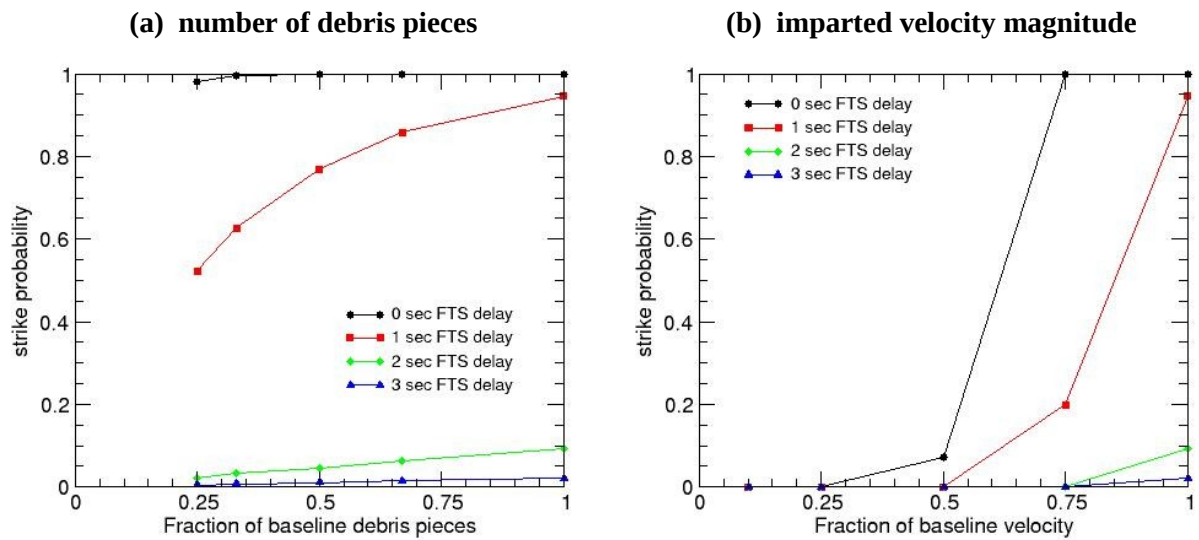 (a) number of debris pieces
1
0.8
0.6
0.4
0.2
0
strike probability
0 sec FTS delay
1 sec FTS delay
2 sec FTS delay
3 sec FTS delay
0 0.25 0.5 0.75 1
Fraction of baseline debris pieces
(b) imparted velocity magnitude
1
0.8
0.6
0.4
0.2
0
strike probability
0 sec FTS delay
1 sec FTS delay
2 sec FTS delay
3 sec FTS delay
0 0.25 0.5 0.75 1
Fraction of baseline velocity